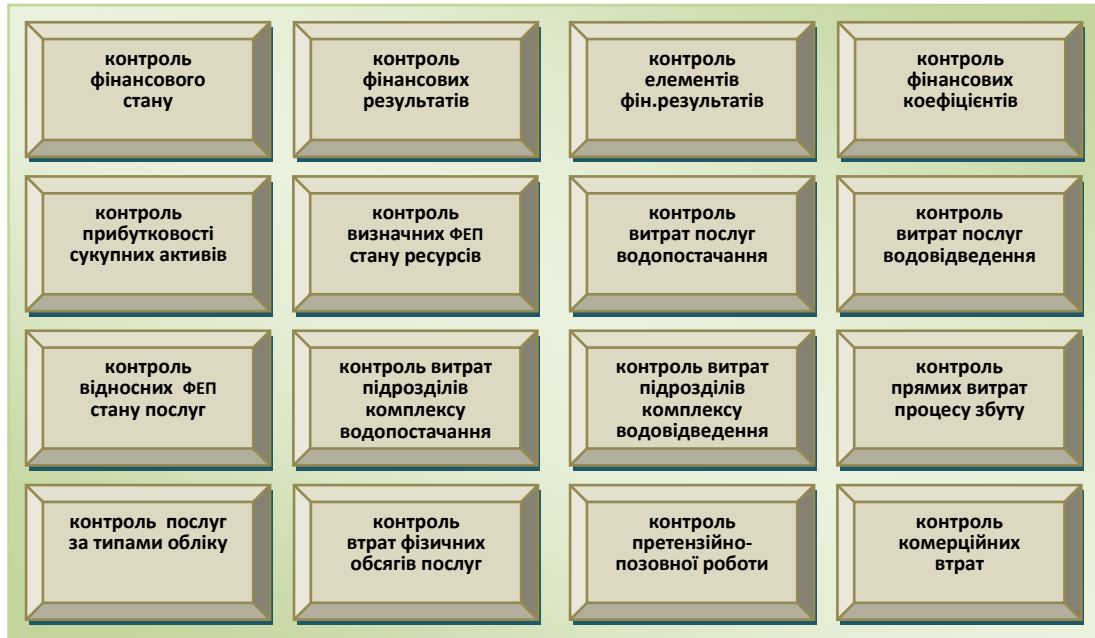 контроль
фінансового
стану
контроль
фінансових
результатів
контроль
елементів
фін.результатів
контроль
фінансових
коефіцієнтів
контроль
прибутковості
сукупних активів
контроль
визначних ФЕП
стану ресурсів
контроль
витрат послуг
водопостачання
контроль
витрат послуг
водовідведення
контроль
відносних ФЕП
стану послуг
контроль витрат
підрозділів
комплексу
водопостачання
контроль витрат
підрозділів
комплексу
водовідведення
контроль
прямих витрат
процесу збуту
контроль послуг
за типами обліку
контроль
втрат фізичних
обсягів послуг
контроль
претензійно-
позовної роботи
контроль
комерційних
втрат